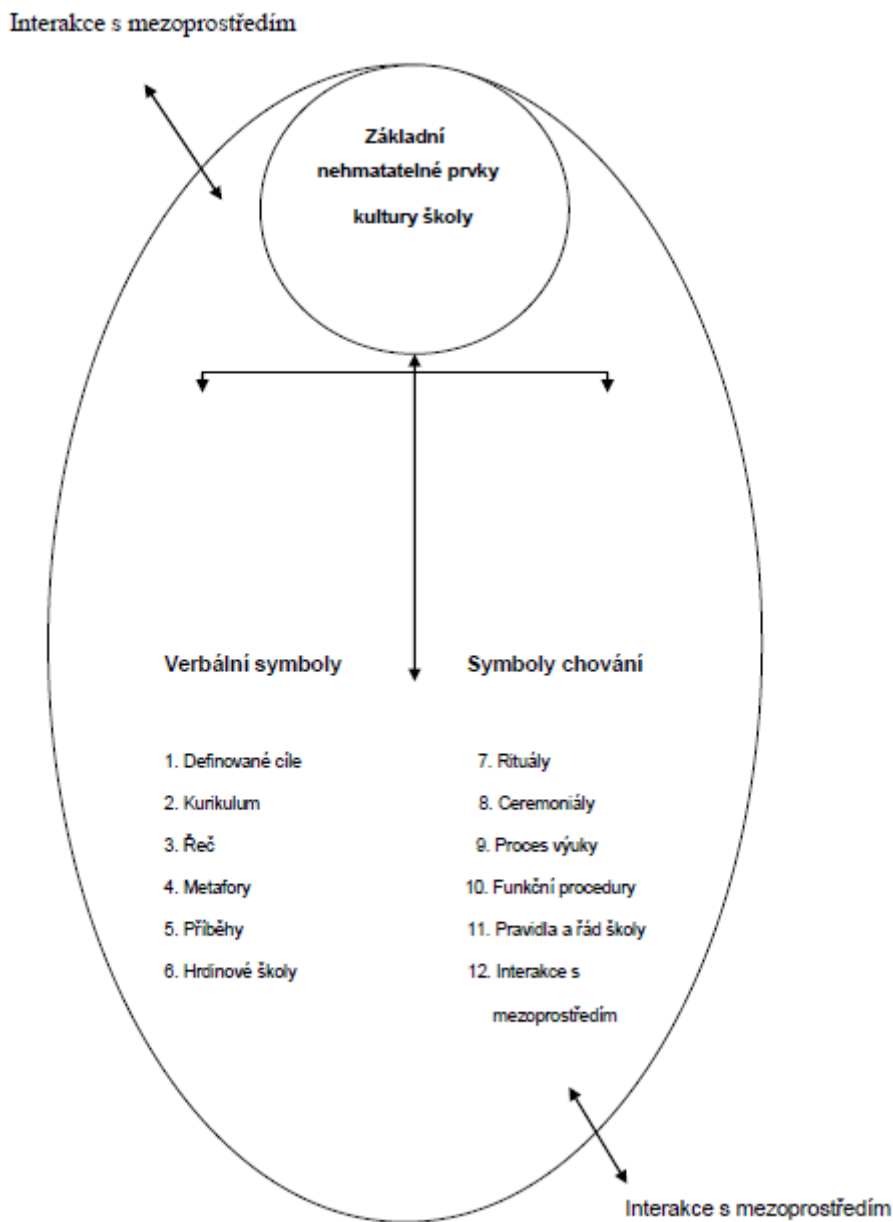 Interakce s mezoprostředím
Základní
nehmatatelné prvky
kultury školy
Verbální symboly
1. Definované cíle
2. Kurikulum
3. Řeč
4. Metafory
5. Příběhy
6. Hrdinové školy
Symboly chování
7. Rituály
8. Ceremoniály
9. Proces výuky
10. Funkční procedury
11. Pravidla a řád školy
12. Interakce s
mezoprostředím
Interakce s mezoprostředím